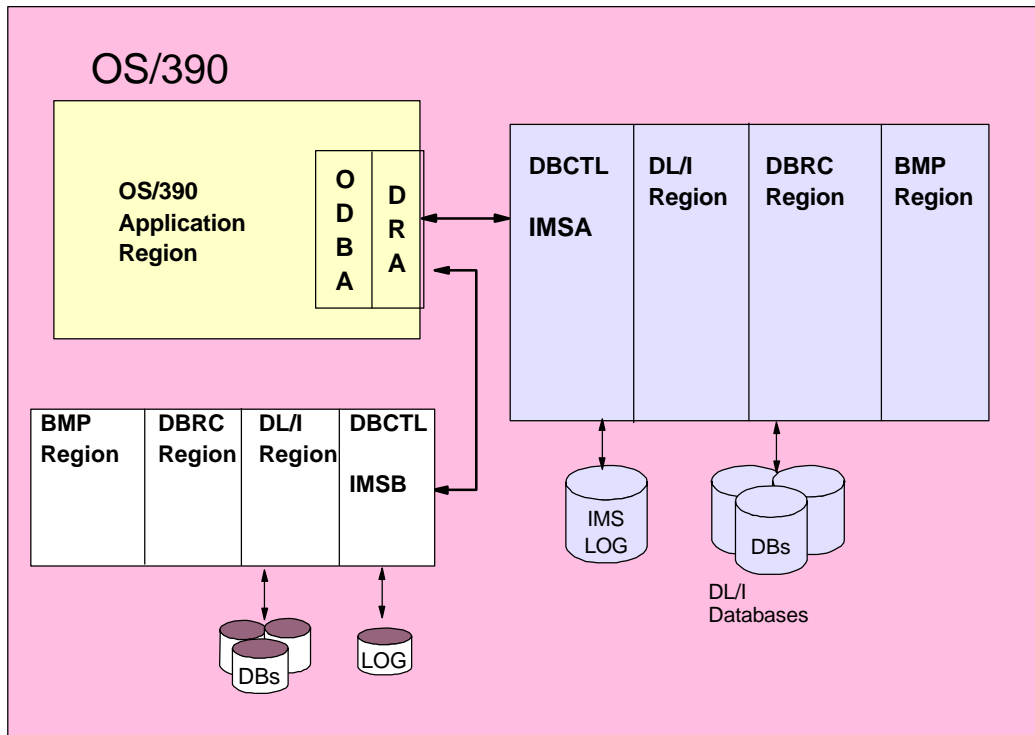 OS/390
OS/390
Application
Region
O
D
B
A
D
R
A
DBCTL
IMSA
DL/I
Region
DBRC
Region
BMP
Region
IMS
LOG
DBs
DL/I
Databases
BMP
Region
DBRC
Region
DL/I
Region
DBCTL
IMSB
DBs
LOG